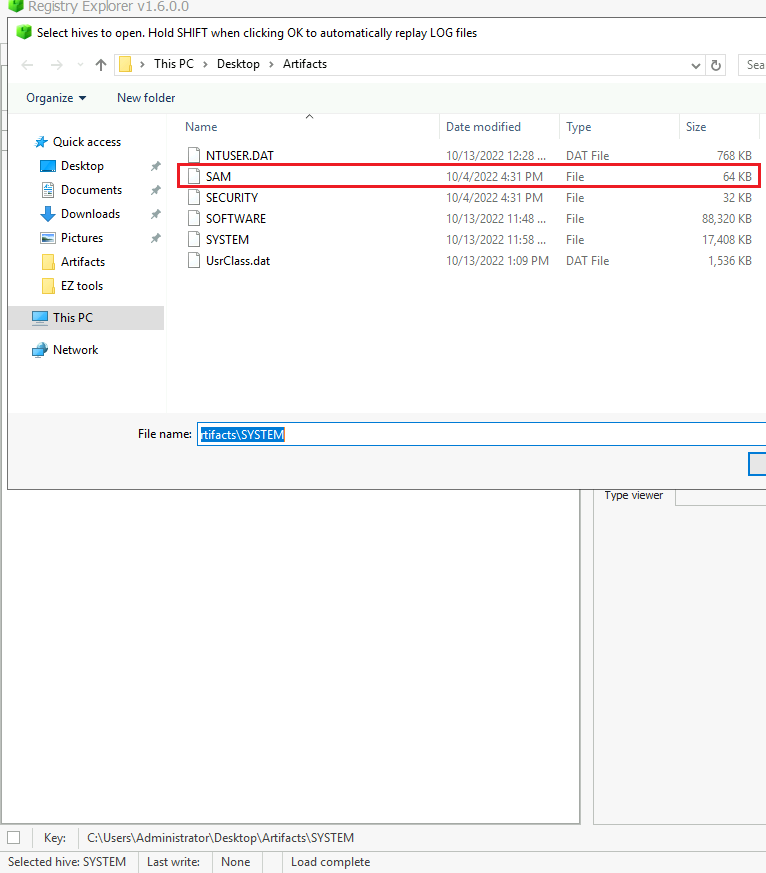 Registry Explorer v1.6.0.0
Select hives to open. Hold SHIFT when clicking OK to automatically replay LOG files
This PC > Desktop > Artifacts
Organize New folder
Name Date modified Type Size
Quick access
Desktop
Documents
Downloads
Pictures
Artifacts
EZ tools
This PC
Network
NTUSER.DAT 10/13/2022 12:28 ... DAT File 768 KB
SAM 10/4/2022 4:31 PM File 64 KB
SECURITY 10/4/2022 4:31 PM File 32 KB
SOFTWARE 10/13/2022 11:48 ... File 88,320 KB
SYSTEM 10/13/2022 11:58 ... File 17,408 KB
UsrClass.dat 10/13/2022 1:09 PM DAT File 1,536 KB
File name: rtifacts\SYSTEM
Type viewer
Key: C:\Users\Administrator\Desktop\Artifacts\SYSTEM
Selected hive: SYSTEM Last write: None Load complete